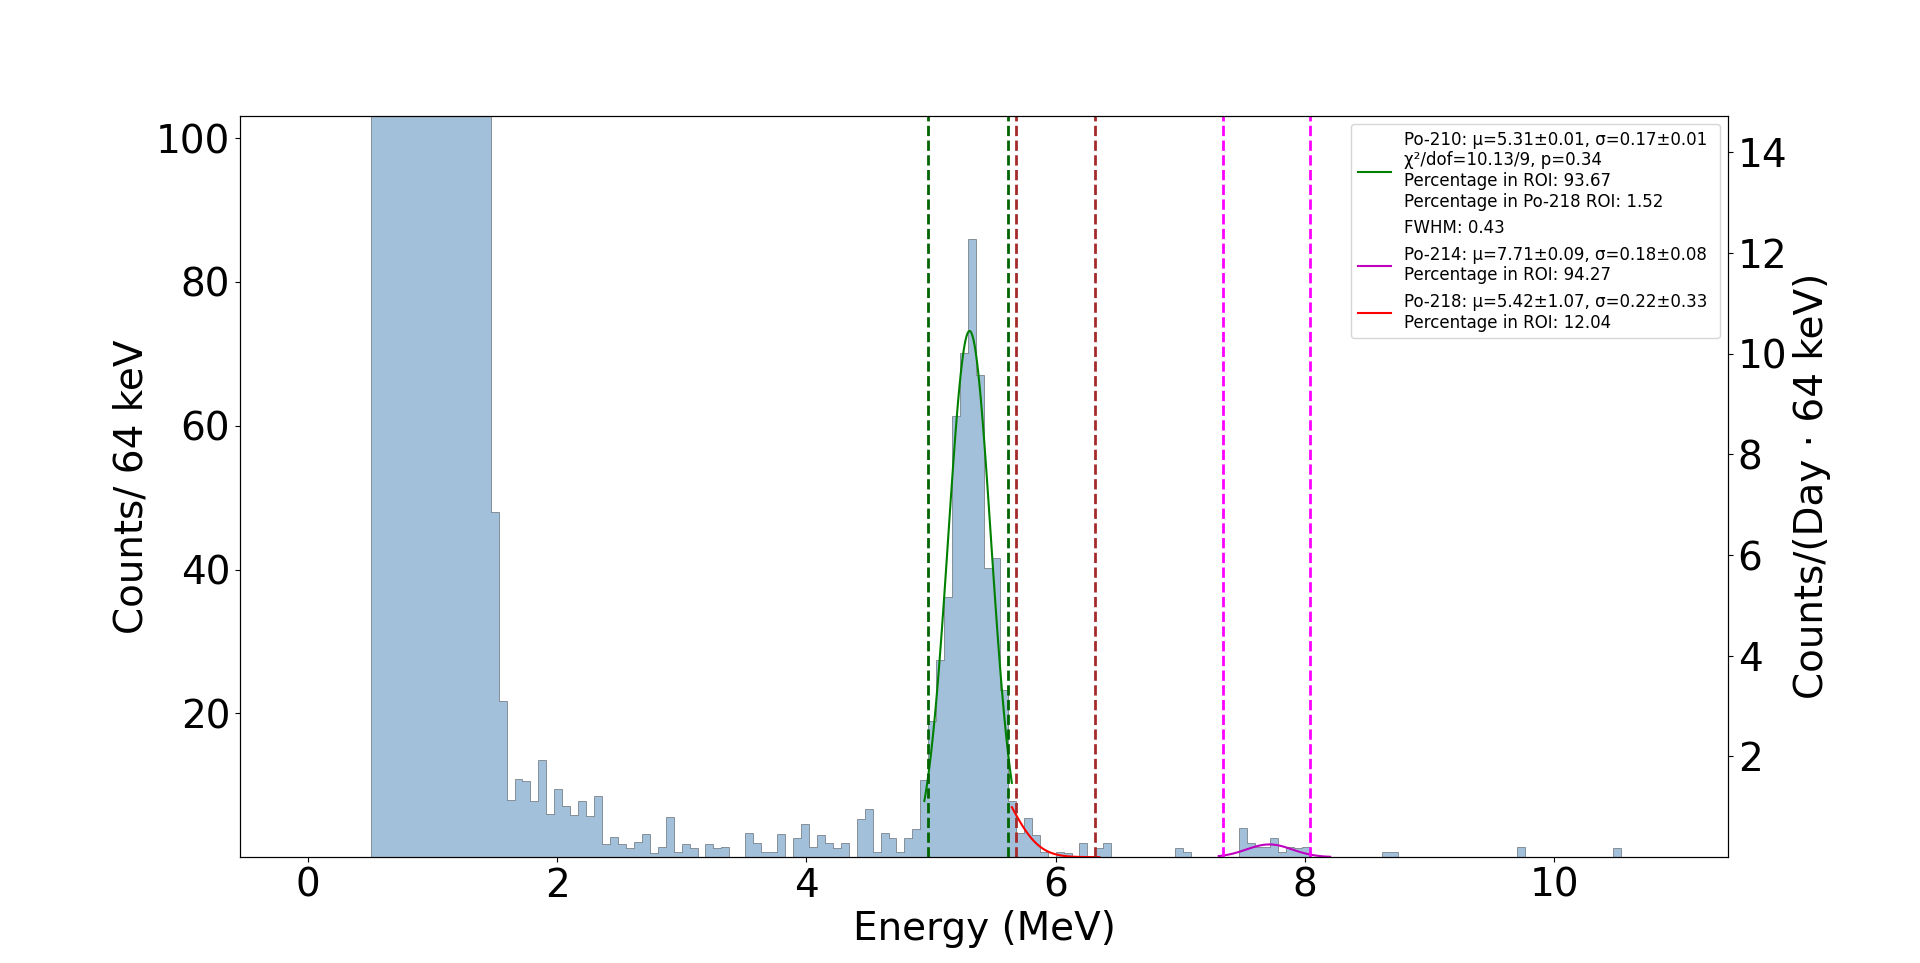 Po-210: μ=5.31±0.01, σ=0.17±0.01
χ²/dof=10.13/9, p=0.34
Percentage in ROI: 93.67
Percentage in Po-218 ROI: 1.52
FWHM: 0.43
Po-214: μ=7.71±0.09, σ=0.18±0.08
Percentage in ROI: 94.27
Po-218: μ=5.42±1.07, σ=0.22±0.33
Percentage in ROI: 12.04
Counts/ 64 keV
100
80
60
40
20
14
12
10
8
6
4
2
Counts/(Day · 64 keV)
0 2 4 6 8 10
Energy (MeV)